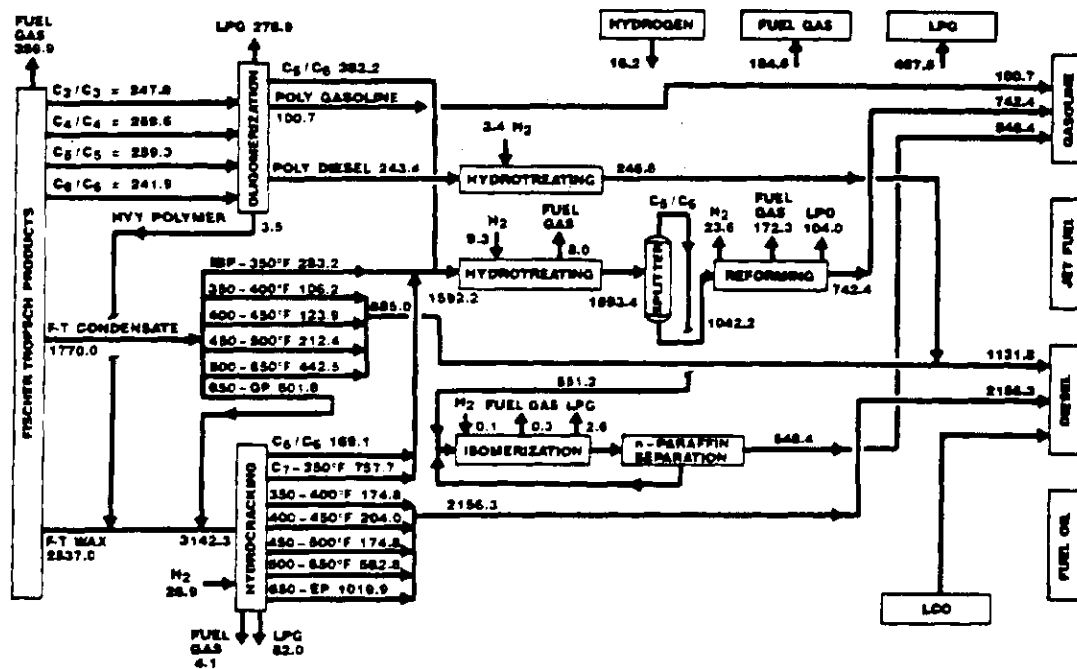 FUEL
GAS
386.9
LPG 278.9
HYDROGEN
16.2
FUEL GAS
184.6
LPG
467.5
C3/C3 = 247.8
C4/C4 = 259.6
C5/C5 = 259.3
C6/C6 = 241.9
OLIGOMERIZATION
C5/C6 382.2
POLY GASOLINE
100.7
POLY DIESEL 243.4
HVY POLYMER
3.5
3.4 H2
HYDROTREATING
246.8
100.7
742.4
548.4
GASOLINE
FISCHER TROPSCH PRODUCTS
IBP-350°F 283.2
350-400°F 106.2
400-450°F 123.9
450-500°F 212.4
500-650°F 442.5
650-GP 601.8
885.0
F-T CONDENSATE
1770.0
H2
9.3
FUEL
GAS
8.0
HYDROTREATING
1592.2
1593.4
C5/C6
SPLITTER
H2
23.6
FUEL
GAS
172.3
LPG
104.0
REFORMING
742.4
1042.2
JET FUEL
551.2
1131.8
2156.3
DIESEL
H2
0.1
FUEL GAS
0.3
LPG
2.6
ISOMERIZATION
n-PARAFFIN
SEPARATION
548.4
C5/C6 169.1
C7-350°F 757.7
350-400°F 174.8
400-450°F 204.0
450-500°F 174.8
500-650°F 582.8
650-EP 1019.9
2156.3
F-T WAX
2537.0
3142.3
H2
26.9
HYDROCRACKING
FUEL
GAS
4.1
LPG
82.0
FUEL OIL
LCO